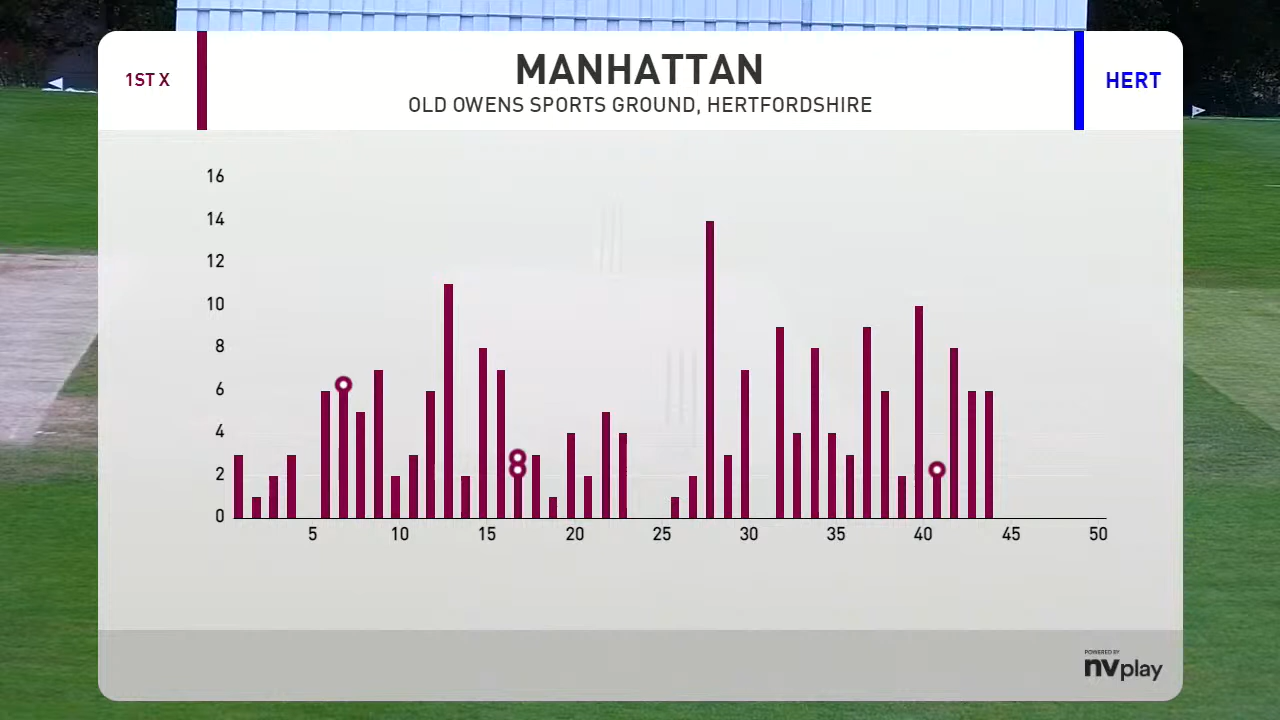 1ST X
MANHATTAN
HERT
OLD OWENS SPORTS GROUND, HERTFORDSHIRE
16
14
12
10
8
6
4
2
0
5 10 15 20 25 30 35 40 45 50
POWERED BY
nvplay